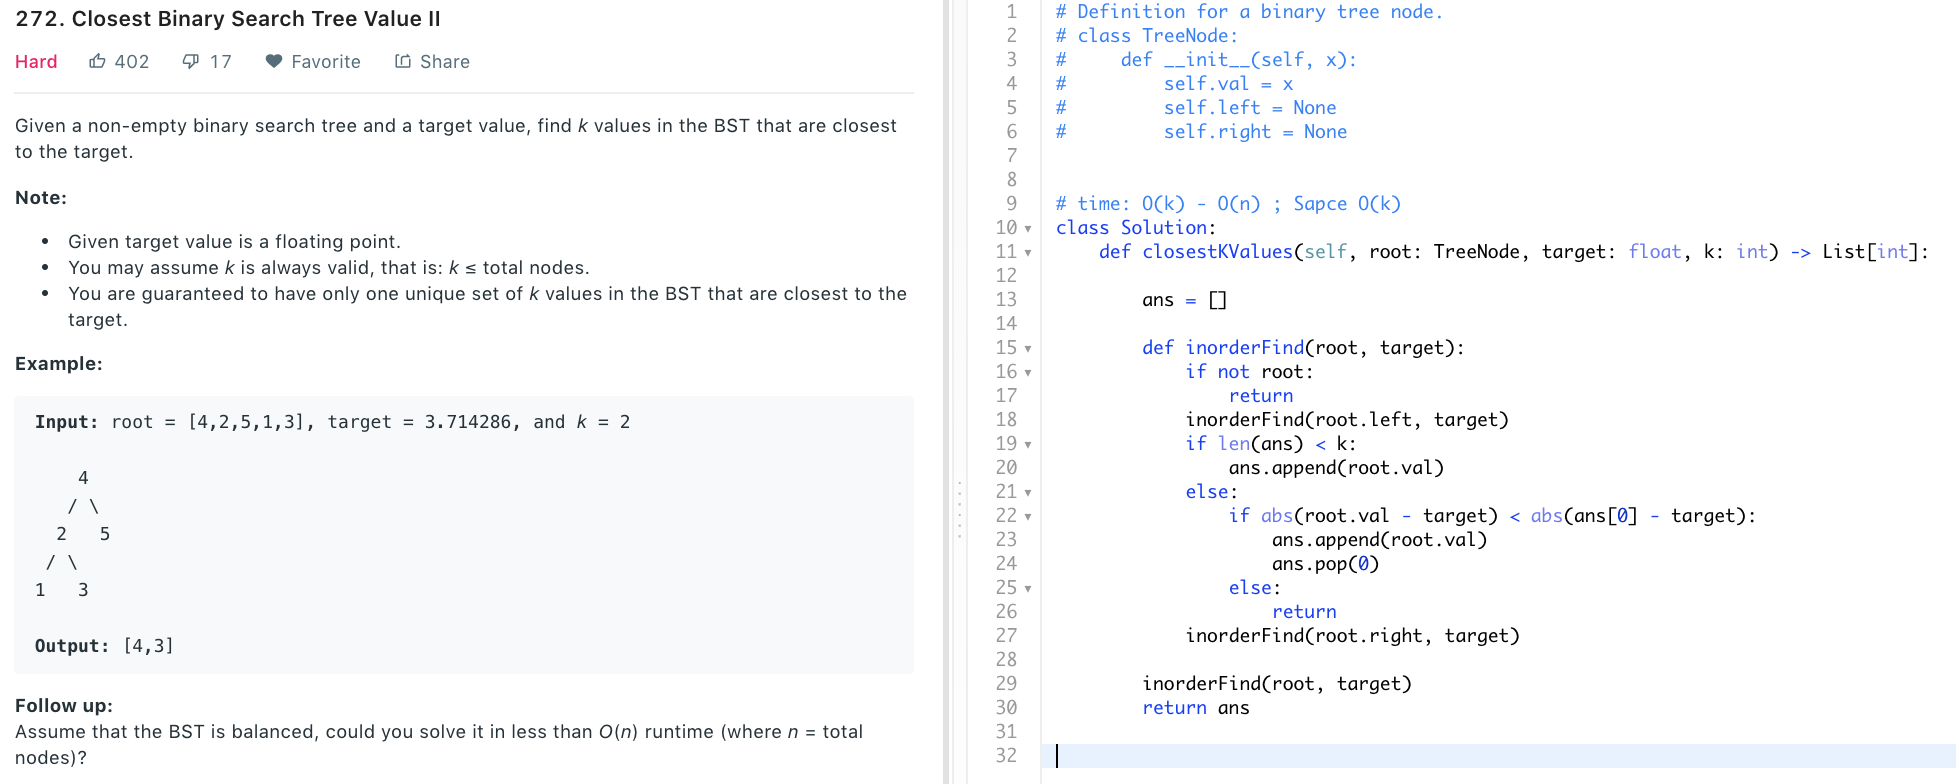 272. Closest Binary Search Tree Value II
Hard 402 17 Favorite Share
Given a non-empty binary search tree and a target value, find k values in the BST that are closest
to the target.
Note:
• Given target value is a floating point.
• You may assume k is always valid, that is: k ≤ total nodes.
• You are guaranteed to have only one unique set of k values in the BST that are closest to the
target.
Example:
Input: root = [4,2,5,1,3], target = 3.714286, and k = 2
4
/ \
2 5
/ \
1 3
Output: [4,3]
Follow up:
Assume that the BST is balanced, could you solve it in less than O(n) runtime (where n = total
nodes)?
1 # Definition for a binary tree node.
2 # class TreeNode:
3 #     def __init__(self, x):
4 #         self.val = x
5 #         self.left = None
6 #         self.right = None
7
8
9 # time: O(k) - O(n) ; Sapce O(k)
10 class Solution:
11     def closestKValues(self, root: TreeNode, target: float, k: int) -> List[int]:
12
13         ans = []
14
15         def inorderFind(root, target):
16             if not root:
17                 return
18             inorderFind(root.left, target)
19             if len(ans) < k:
20                 ans.append(root.val)
21             else:
22                 if abs(root.val - target) < abs(ans[0] - target):
23                     ans.append(root.val)
24                     ans.pop(0)
25                 else:
26                     return
27             inorderFind(root.right, target)
28
29         inorderFind(root, target)
30         return ans
31
32